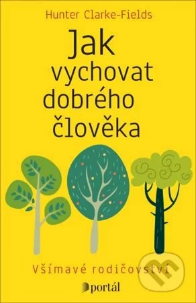 Hunter Clarke-Fields
Jak
vychovat
dobrého
člověka
Všímavé rodičovství
portál